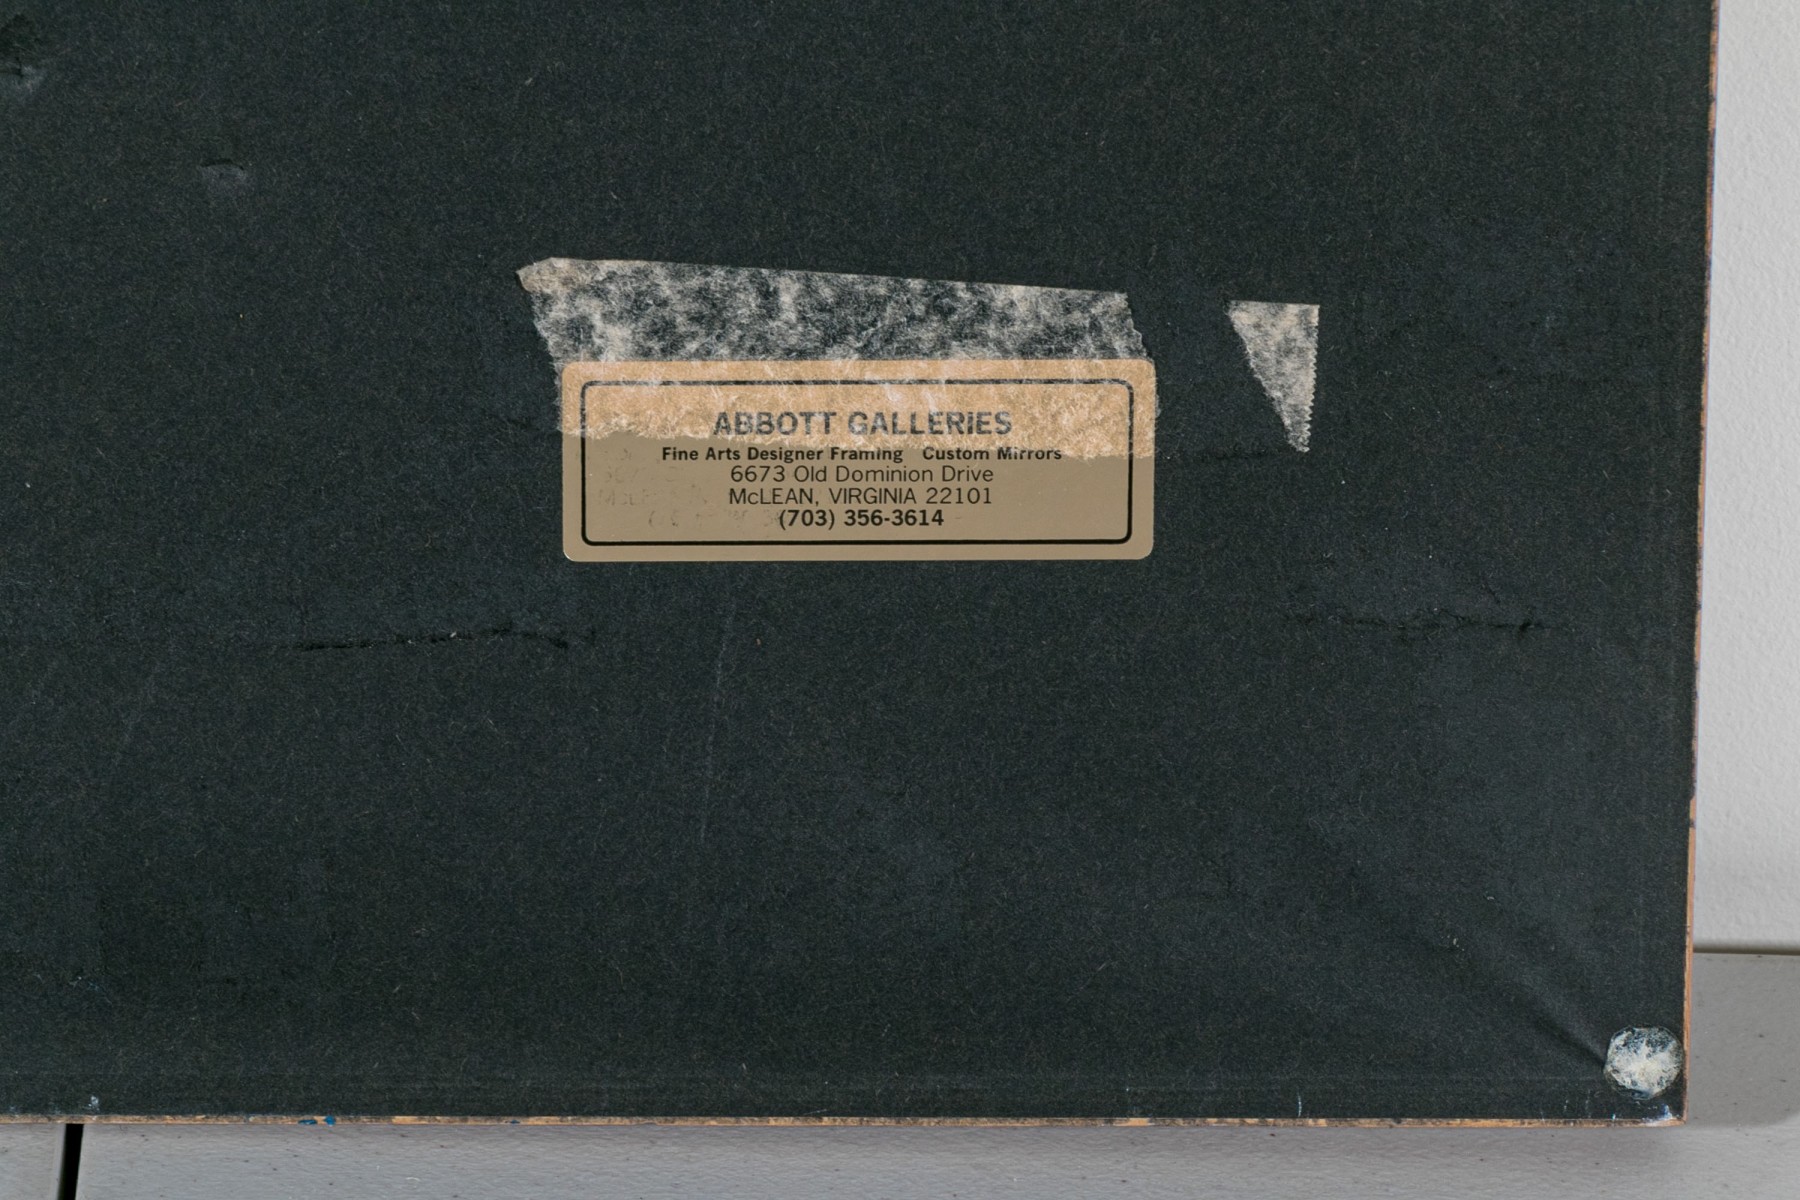 ABBOTT GALLERIES
Fine Arts Designer Framing Custom Mirrors
6673 Old Dominion Drive
McLEAN, VIRGINIA 22101
(703) 356-3614